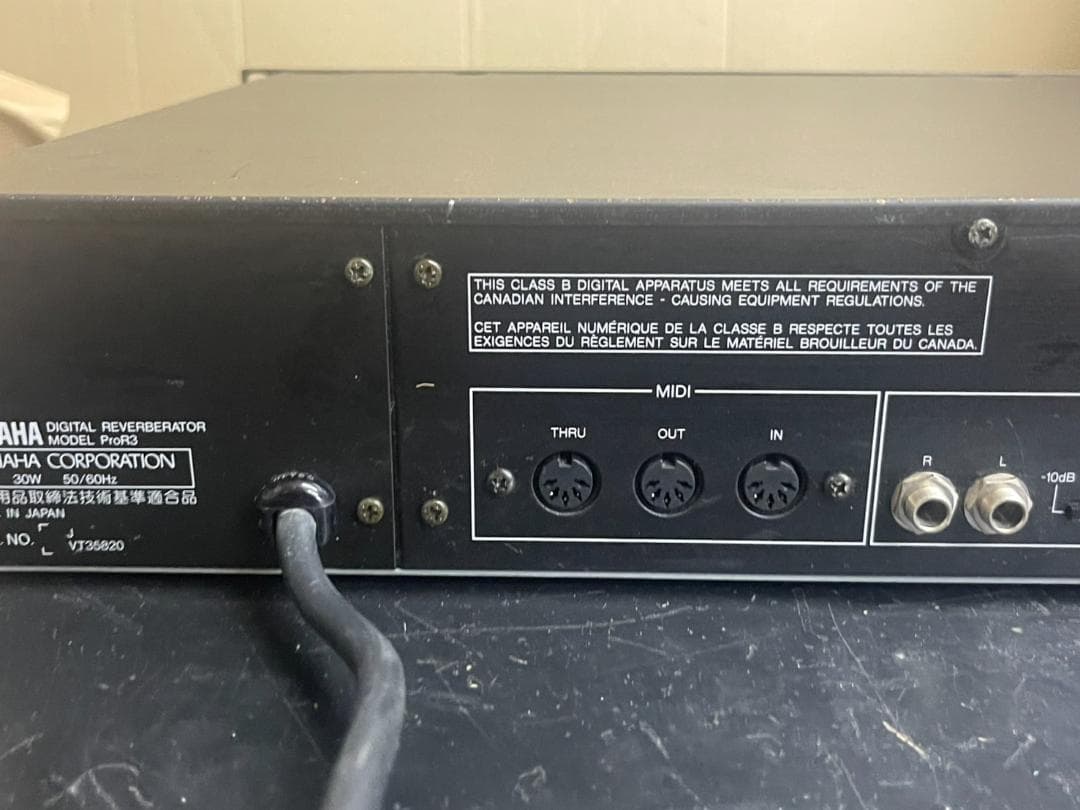 AHA DIGITAL REVERBERATOR
MODEL ProR3
AHA CORPORATION
30W 50/60Hz
用品取締法技術基準適合品
IN JAPAN
NO. VT35820
THIS CLASS B DIGITAL APPARATUS MEETS ALL REQUIREMENTS OF THE
CANADIAN INTERFERENCE - CAUSING EQUIPMENT REGULATIONS.
CET APPAREIL NUMÉRIQUE DE LA CLASSE B RESPECTE TOUTES LES
EXIGENCES DU RÈGLEMENT SUR LE MATÉRIEL BROUILLEUR DU CANADA.
MIDI
THRU OUT IN
R L
-10dB